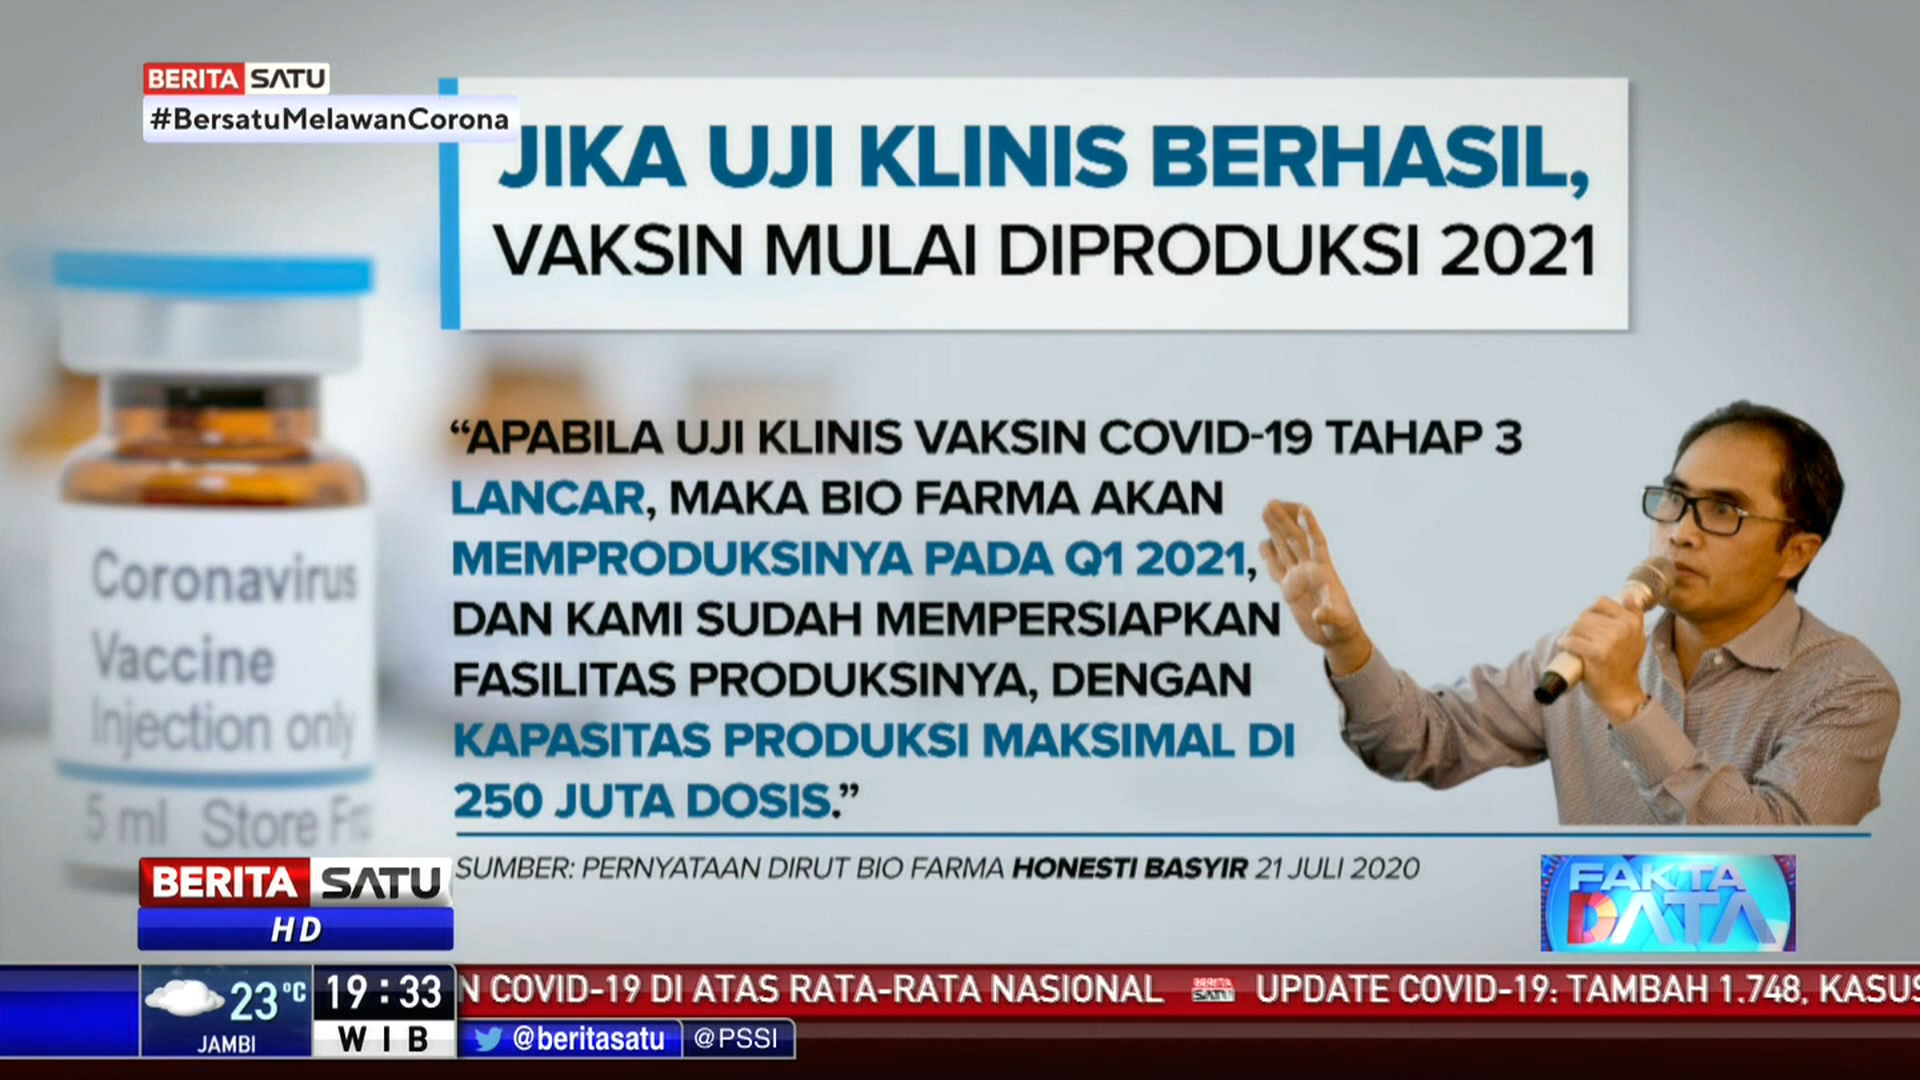 BERITA SATU
#BersatuMelawanCorona
JIKA UJI KLINIS BERHASIL,
VAKSIN MULAI DIPRODUKSI 2021
“APABILA UJI KLINIS VAKSIN COVID-19 TAHAP 3
LANCAR, MAKA BIO FARMA AKAN
MEMPRODUKSINYA PADA Q1 2021,
DAN KAMI SUDAH MEMPERSIAPKAN
FASILITAS PRODUKSINYA, DENGAN
KAPASITAS PRODUKSI MAKSIMAL DI
250 JUTA DOSIS.”
SUMBER: PERNYATAAN DIRUT BIO FARMA HONESTI BASYIR 21 JULI 2020
Coronavirus
Vaccine
Injection only
5 ml Store
BERITA SATU
HD
FAKTA
DATA
23°C
JAMBI
19:33
WIB
N COVID-19 DI ATAS RATA-RATA NASIONAL BERITA SATU UPDATE COVID-19: TAMBAH 1.748, KASUS
@beritasatu @PSSI